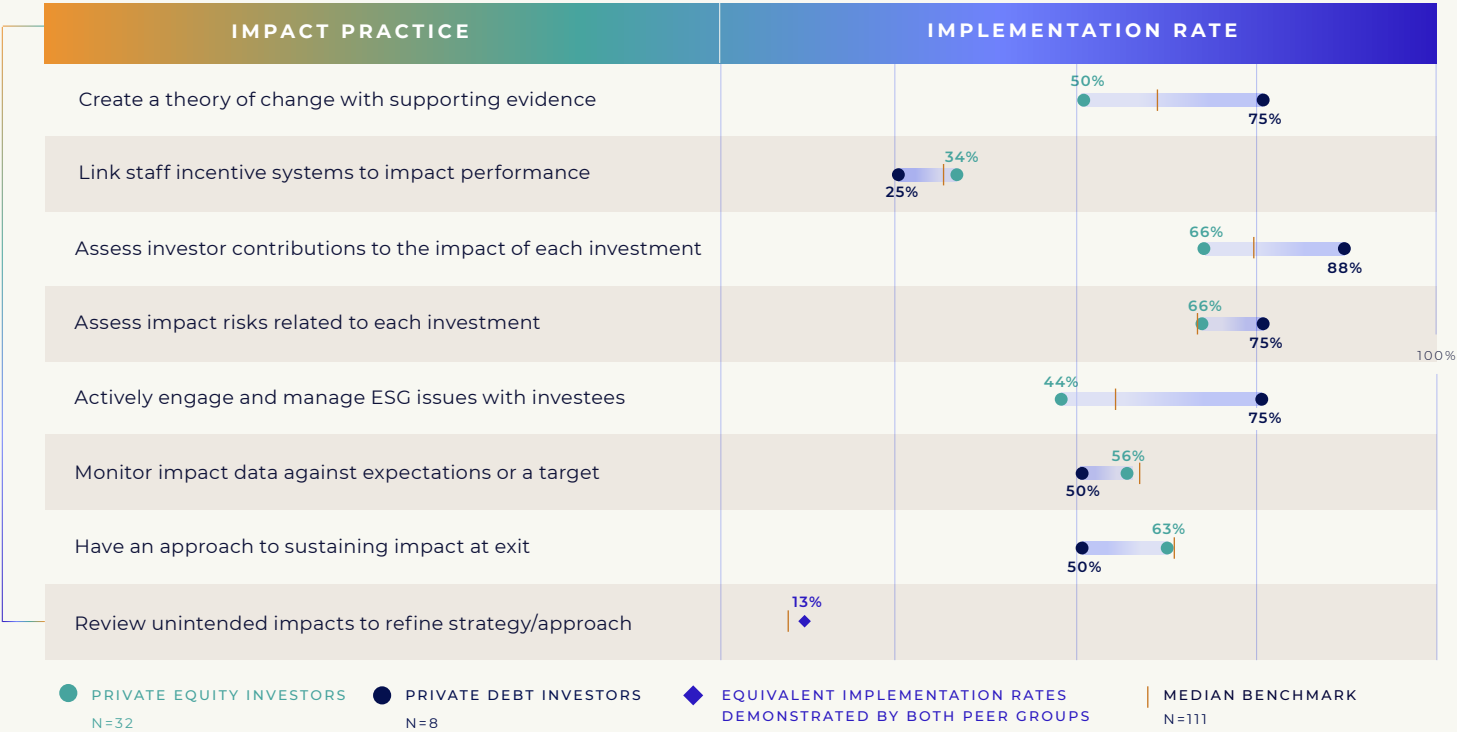 IMPACT PRACTICE
IMPLEMENTATION RATE
Create a theory of change with supporting evidence
50%
75%
Link staff incentive systems to impact performance
34%
25%
Assess investor contributions to the impact of each investment
66%
88%
Assess impact risks related to each investment
66%
75%
100%
Actively engage and manage ESG issues with investees
44%
75%
Monitor impact data against expectations or a target
56%
50%
Have an approach to sustaining impact at exit
63%
50%
Review unintended impacts to refine strategy/approach
13%
PRIVATE EQUITY INVESTORS
N=32
PRIVATE DEBT INVESTORS
N=8
EQUIVALENT IMPLEMENTATION RATES
DEMONSTRATED BY BOTH PEER GROUPS
MEDIAN BENCHMARK
N=111